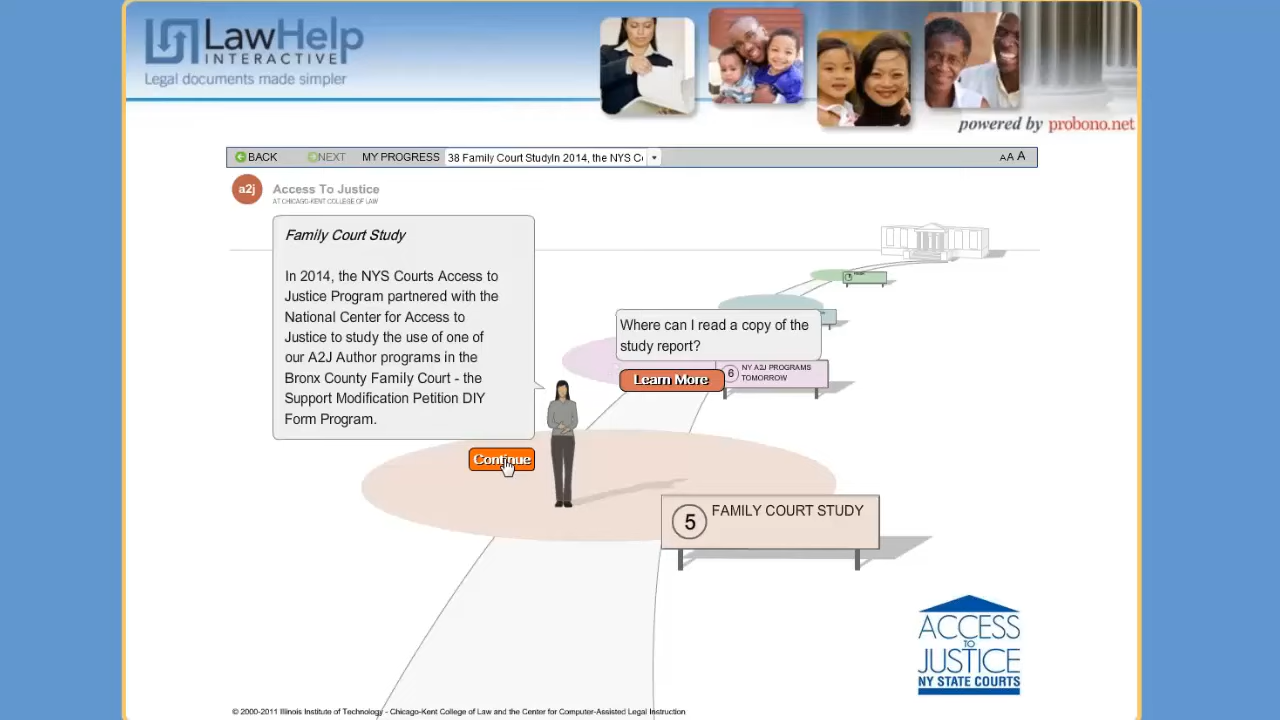 LawHelp
INTERACTIVE
Legal documents made simpler
powered by probono.net
BACK NEXT MY PROGRESS 38 Family Court StudyIn 2014, the NYS C AA A
a2j Access To Justice
AT CHICAGO-KENT COLLEGE OF LAW
Family Court Study
In 2014, the NYS Courts Access to
Justice Program partnered with the
National Center for Access to
Justice to study the use of one of
our A2J Author programs in the
Bronx County Family Court - the
Support Modification Petition DIY
Form Program.
Continue
Where can I read a copy of the
study report?
Learn More
6 NY A2J PROGRAMS
TOMORROW
5 FAMILY COURT STUDY
ACCESS
TO
JUSTICE
NY STATE COURTS
© 2000-2011 Illinois Institute of Technology - Chicago-Kent College of Law and the Center for Computer-Assisted Legal Instruction